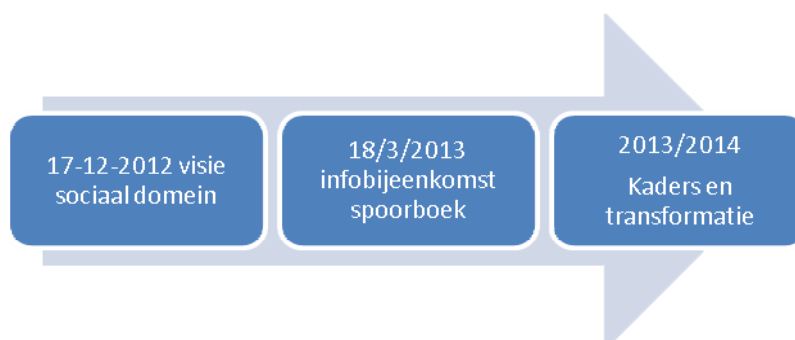 17-12-2012 visie
sociaal domein
18/3/2013
infobijeenkomst
spoorboek
2013/2014
Kaders en
transformatie